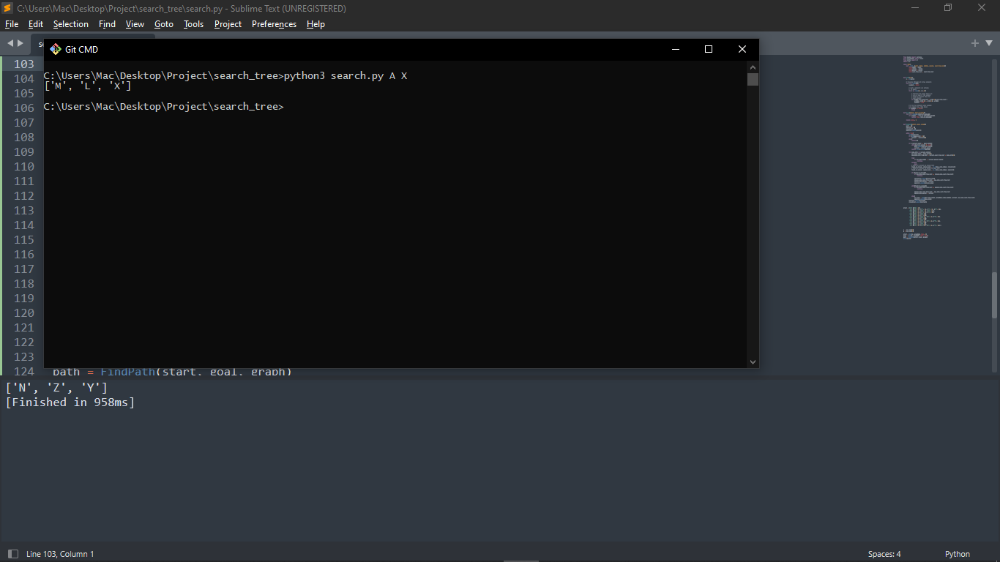 C:\Users\Mac\Desktop\Project\search_tree\search.py - Sublime Text (UNREGISTERED)
File Edit Selection Find View Goto Tools Project Preferences Help
Git CMD
103
C:\Users\Mac\Desktop\Project\search_tree>python3 search.py A X
104
['M', 'L', 'X']
105
106
C:\Users\Mac\Desktop\Project\search_tree>
107
108
109
110
111
112
113
114
115
116
117
118
119
120
121
122
123
124 path = FindPath(start, goal, graph)
['N', 'Z', 'Y']
[Finished in 958ms]
Line 103, Column 1
Spaces: 4
Python